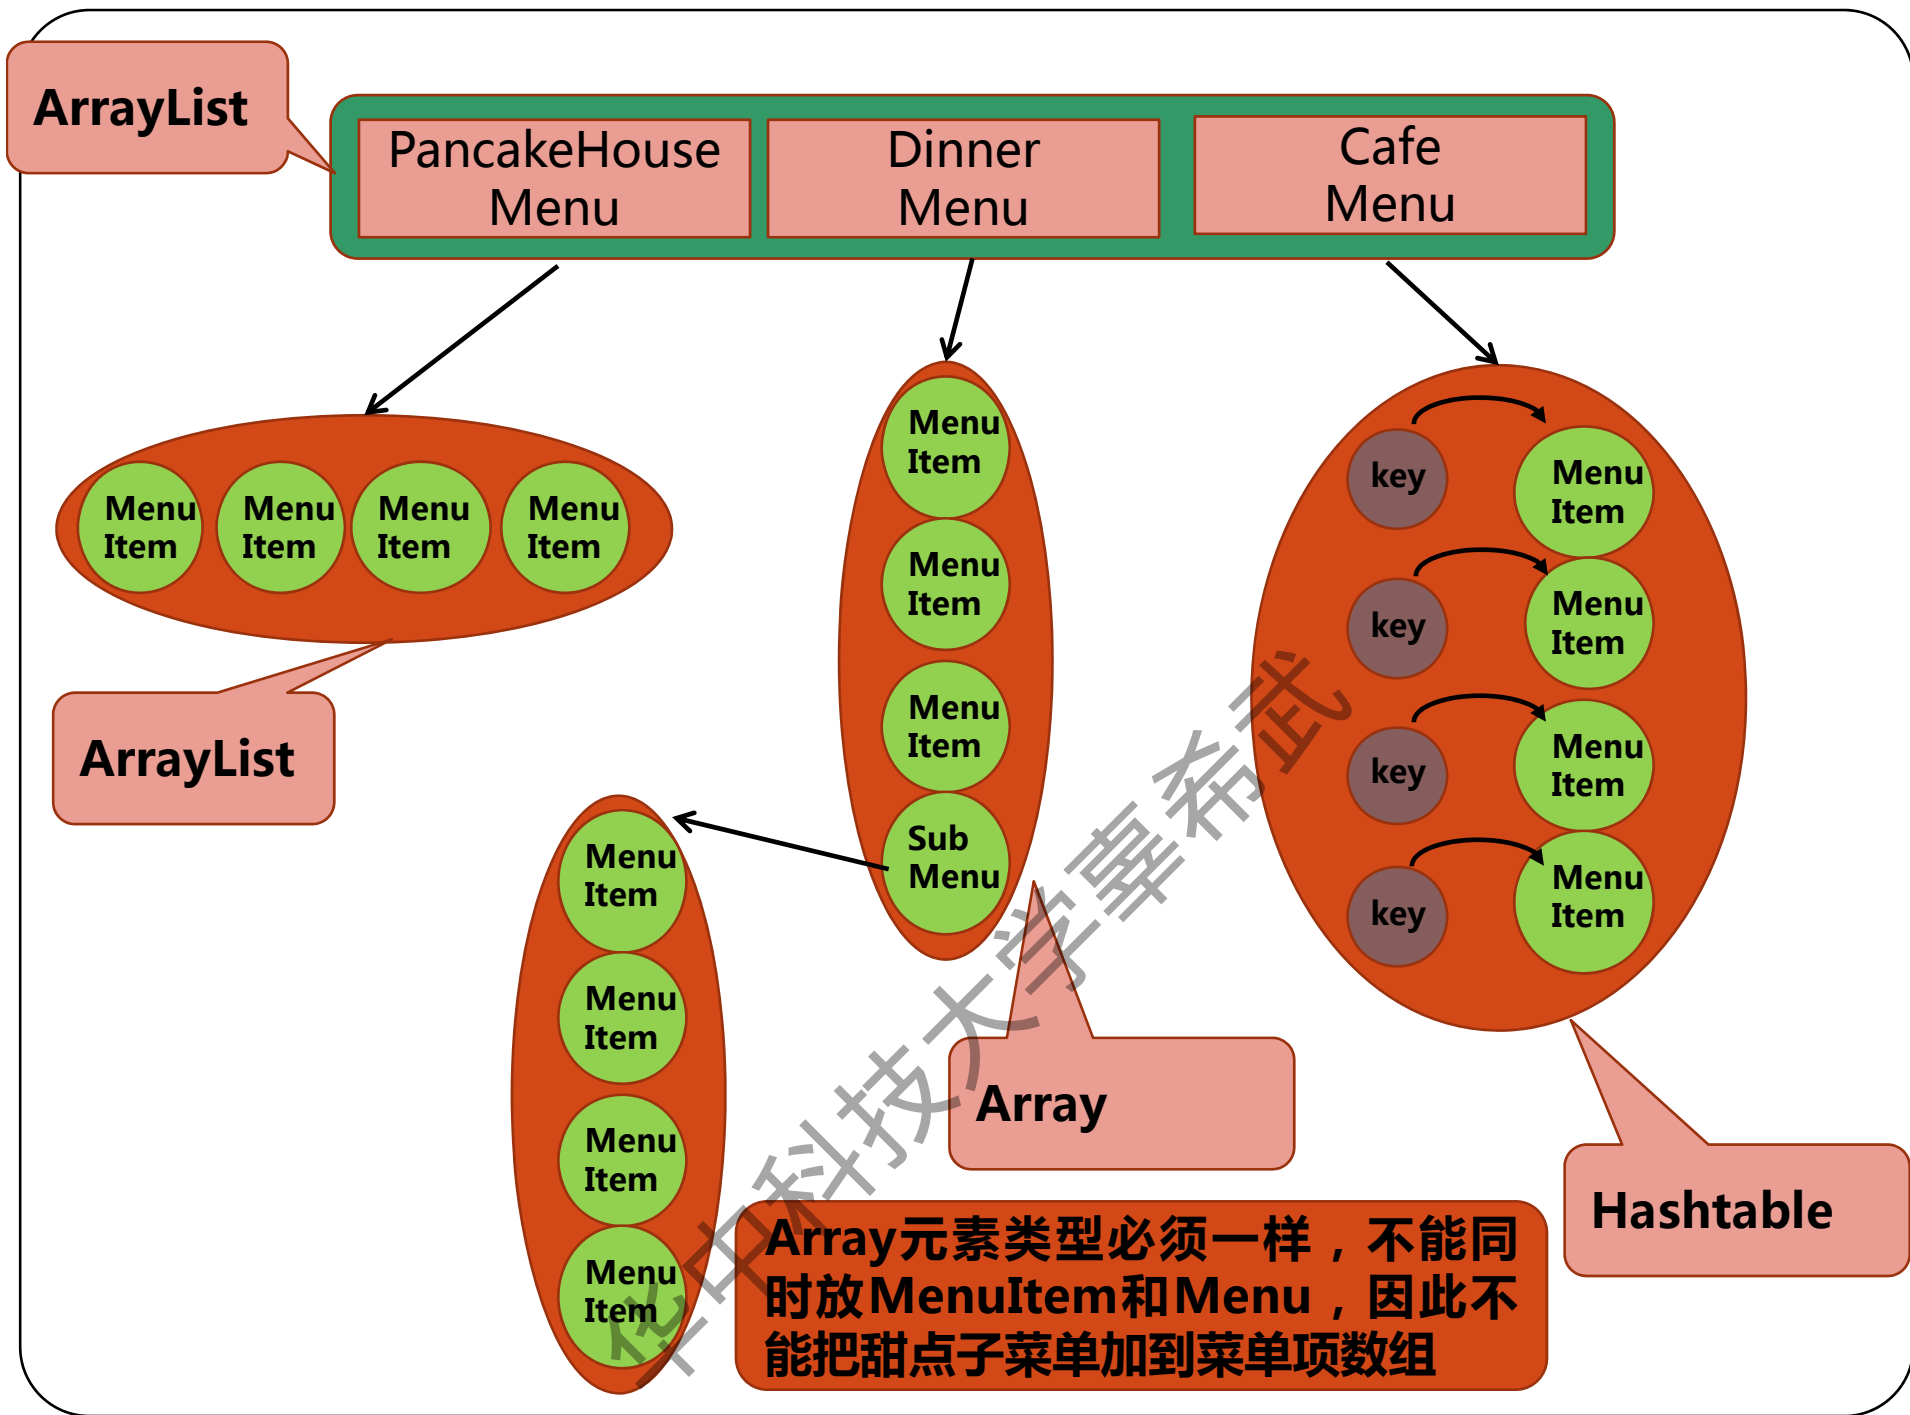 ArrayList
PancakeHouse
Menu
Dinner
Menu
Cafe
Menu
Menu
Item
Menu
Item
Menu
Item
Menu
Item
ArrayList
Menu
Item
Menu
Item
Menu
Item
Sub
Menu
Array
key
Menu
Item
key
Menu
Item
key
Menu
Item
key
Menu
Item
Hashtable
Menu
Item
Menu
Item
Menu
Item
Menu
Item
Array元素类型必须一样，不能同
时放MenuItem和Menu，因此不
能把甜点子菜单加到菜单项数组
华中科技大学辜希武